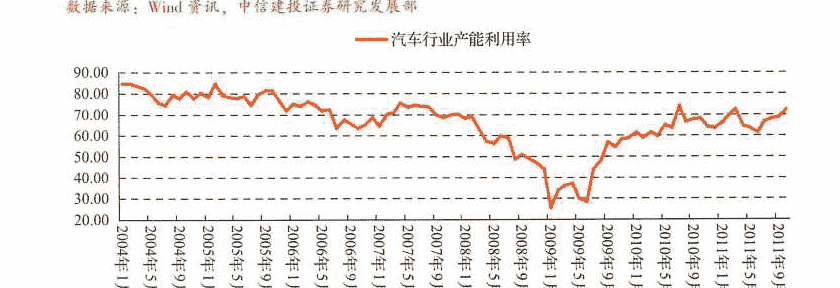 数据来源：Wind 资讫，中信建投证券研究发展部
汽车行业产能利用率
90.00
80.00
70.00
60.00
50.00
40.00
30.00
20.00
2004年1月
2004年5月
2004年9月
2005年1月
2005年5月
2005年9月
2006年1月
2006年5月
2006年9月
2007年1月
2007年5月
2007年9月
2008年1月
2008年5月
2008年9月
2009年1月
2009年5月
2009年9月
2010年1月
2010年5月
2010年9月
2011年1月
2011年5月
2011年9月